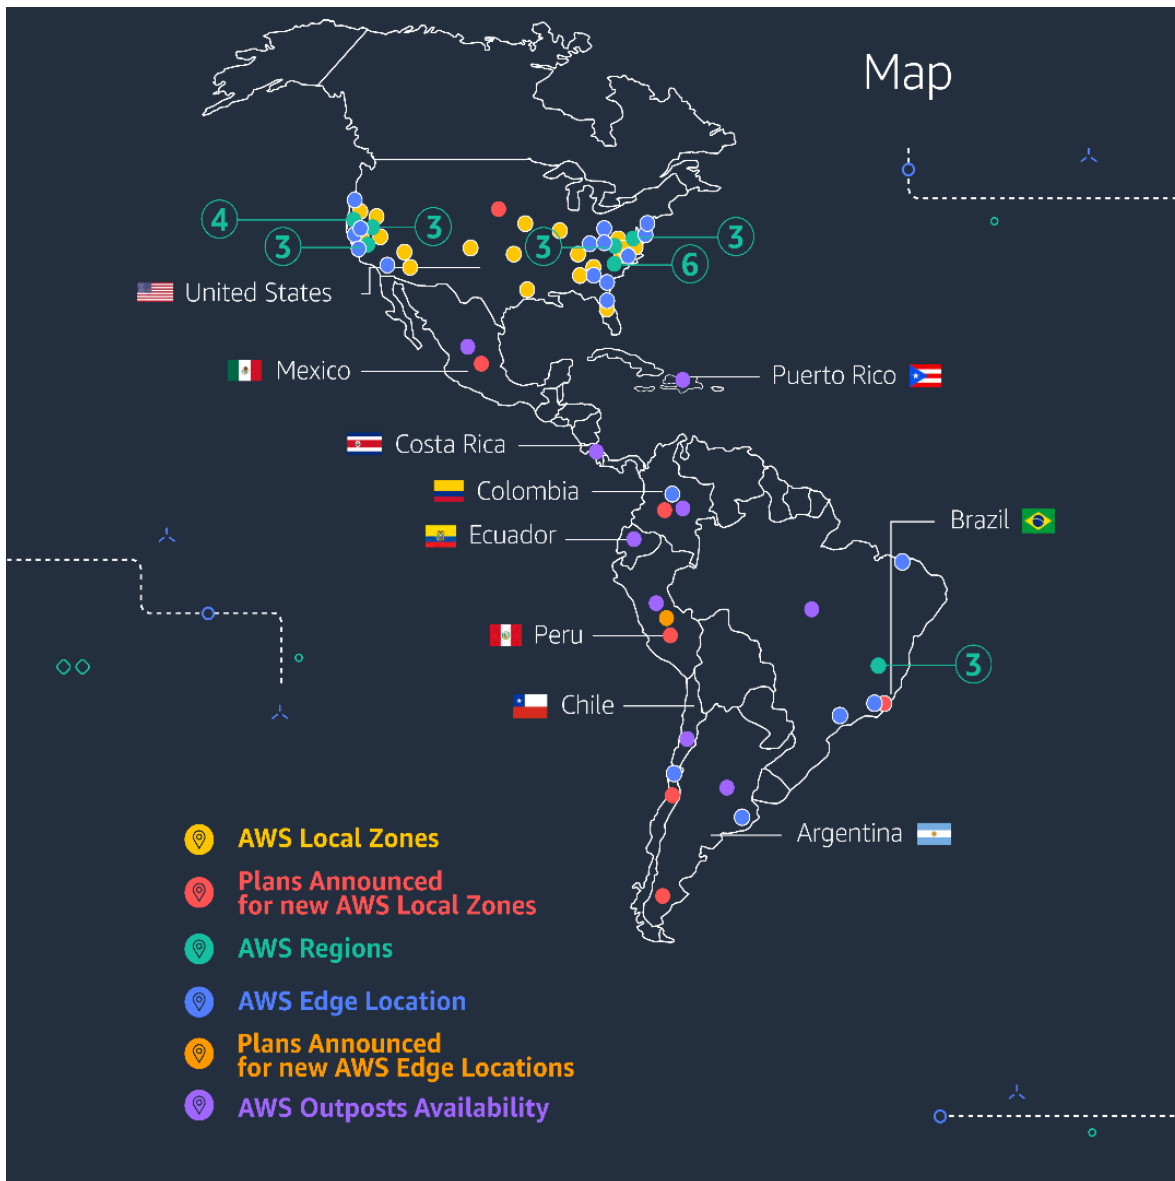 Map
4
3
3
3
3
6
United States
Mexico
Puerto Rico
Costa Rica
Colombia
Ecuador
Brazil
Peru
3
Chile
Argentina
AWS Local Zones
Plans Announced
for new AWS Local Zones
AWS Regions
AWS Edge Location
Plans Announced
for new AWS Edge Locations
AWS Outposts Availability